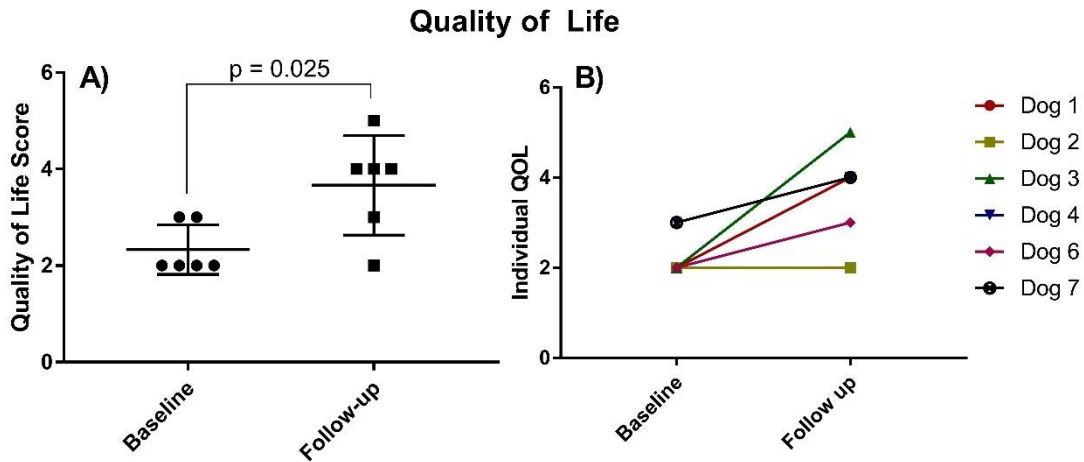 Quality of Life
A)
p = 0.025
Quality of Life Score
6
4
2
0
Baseline
Follow-up
B)
Individual QOL
6
4
2
0
Baseline
Follow up
Dog 1
Dog 2
Dog 3
Dog 4
Dog 6
Dog 7